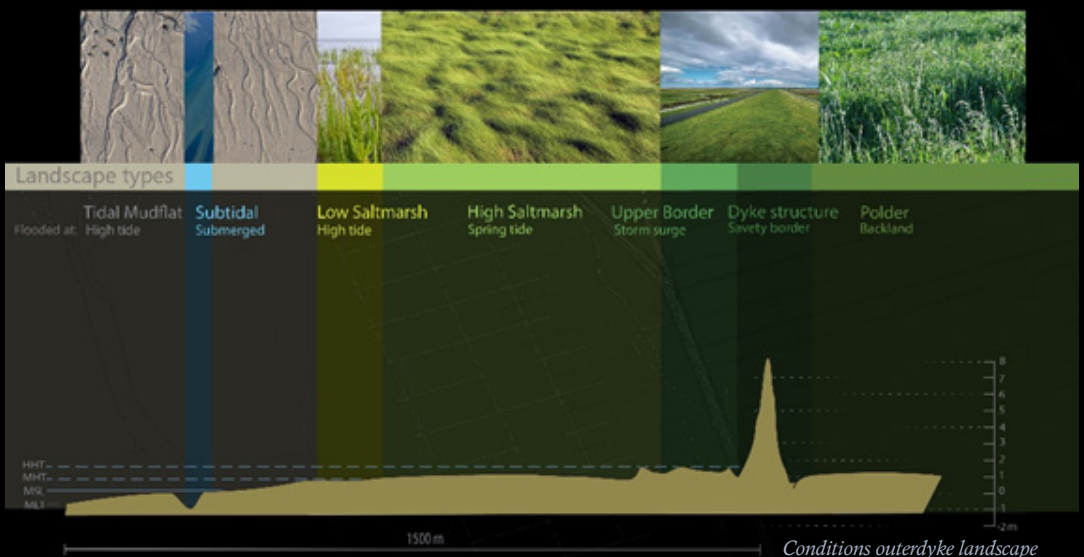 Landscape types
Tidal Mudflat Subtidal Low Saltmarsh High Saltmarsh Upper Border Dyke structure Polder
Flooded at: High tide Submerged High tide Spring tide Storm surge Savety border Backland
8
7
6
5
4
3
2
1
0
-1
-2m
HHT
MHT
MSL
MLT
1500 m
Conditions outerdyke landscape